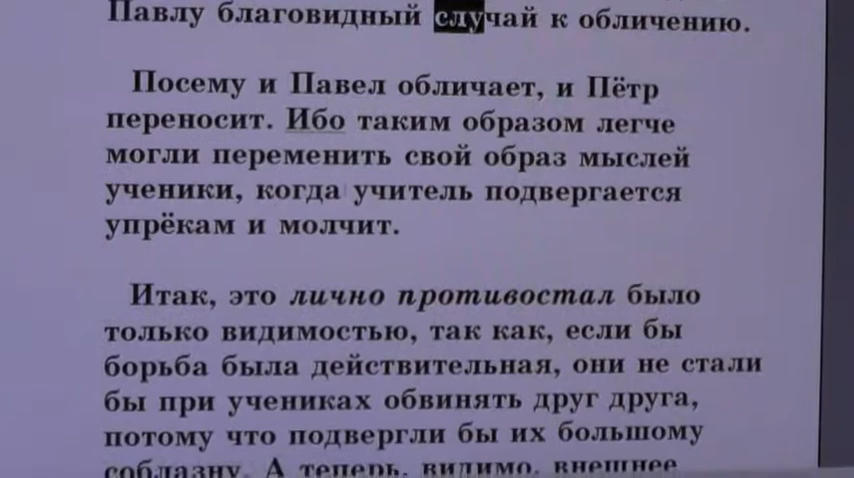 Павлу благовидный случай к обличению.
Посему и Павел обличает, и Пётр
переносит. Ибо таким образом легче
могли переменить свой образ мыслей
ученики, когда учитель подвергается
упрёкам и молчит.
Итак, это лично противостал было
только видимостью, так как, если бы
борьба была действительная, они не стали
бы при учениках обвинять друг друга,
потому что подвергли бы их большому
соблазну. А теперь, видимо, внешнее